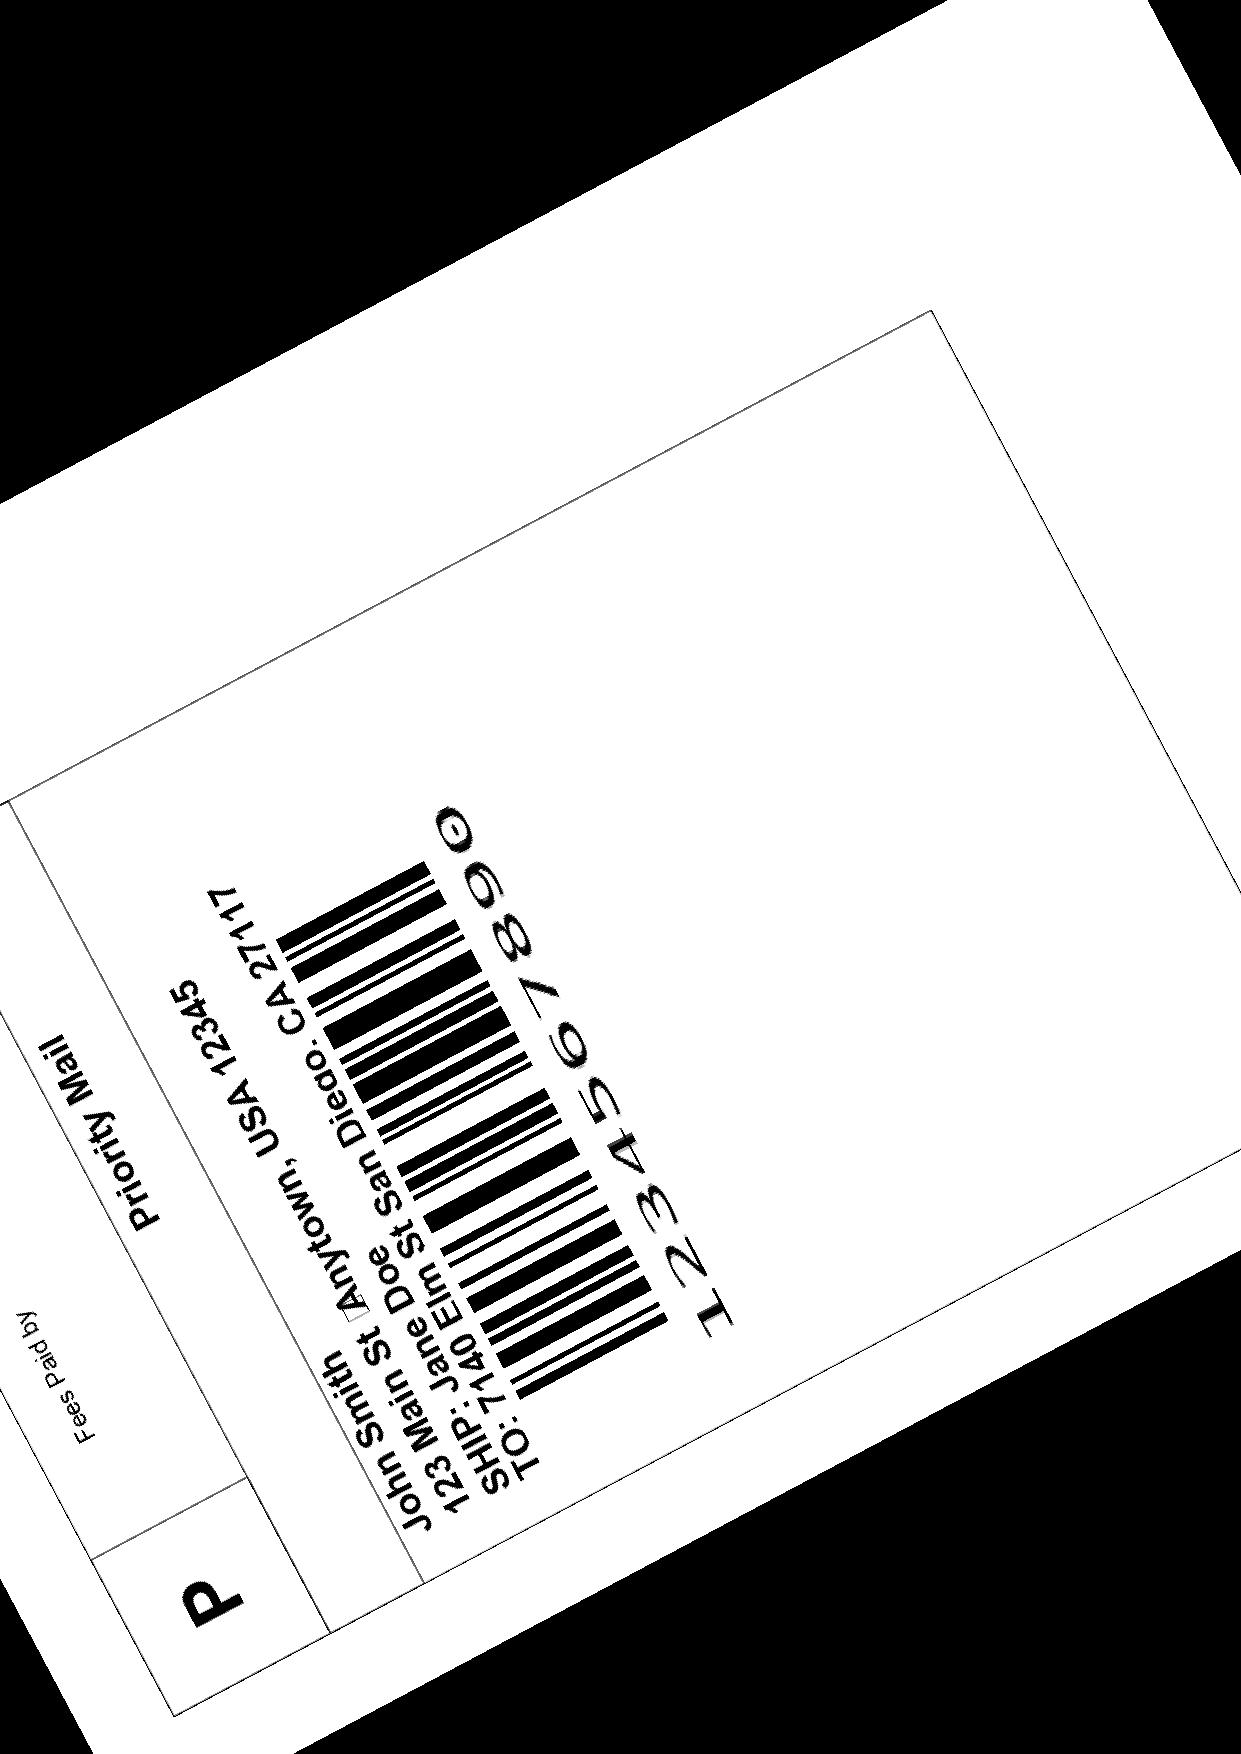 P
Fees Paid by
Priority Mail
John Smith
123 Main St Anytown, USA 12345
SHIP: Jane Doe
TO: 7140 Elm St San Diego, CA 27117
1234567890